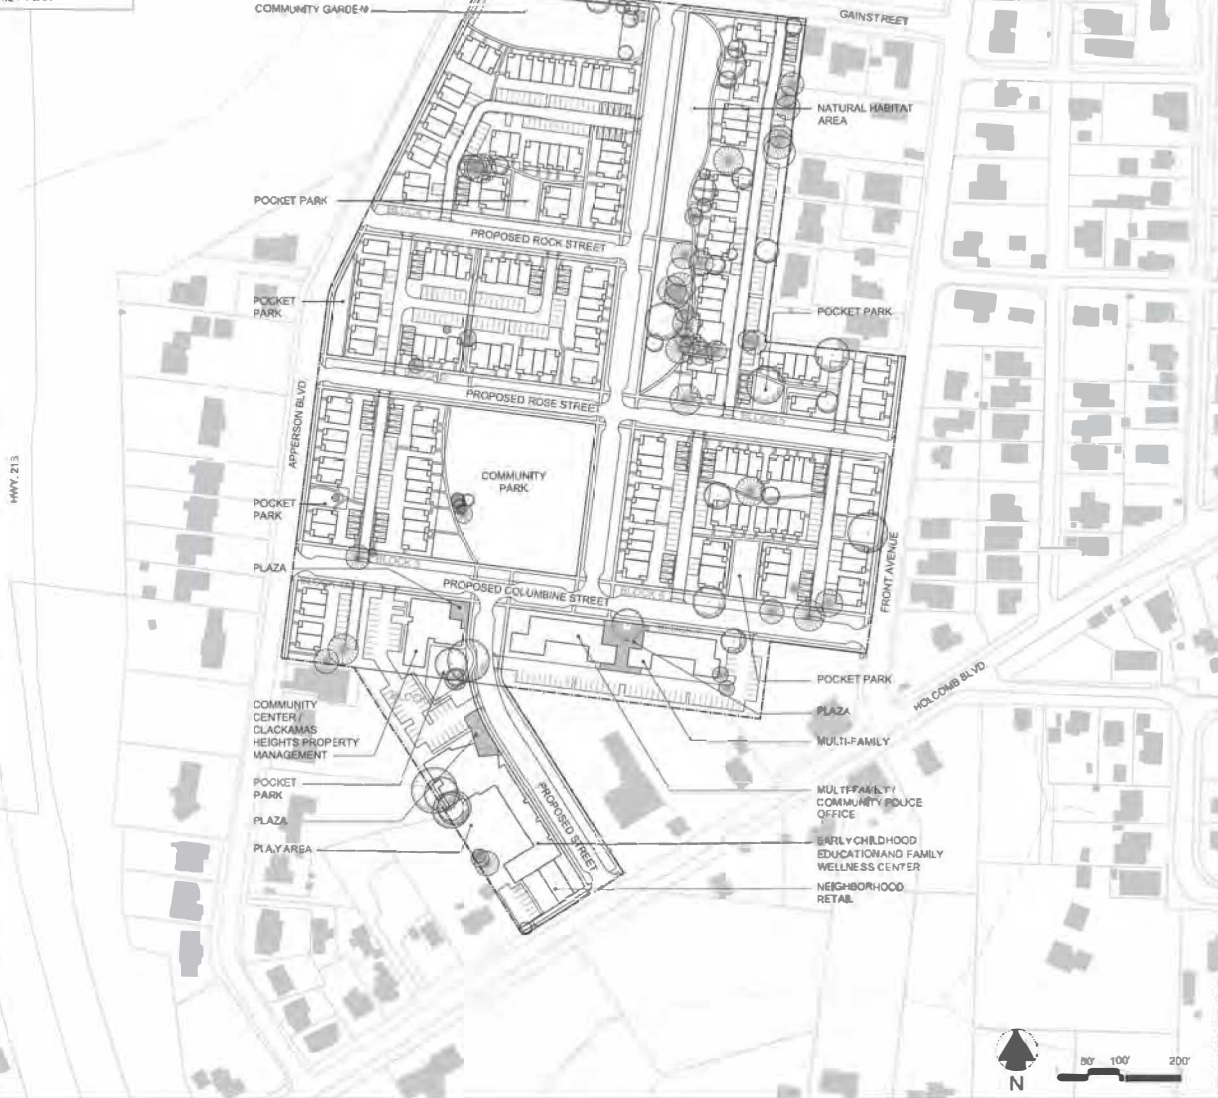 COMMUNITY GARDEN
GAIN STREET
NATURAL HABITAT
AREA
POCKET PARK
PROPOSED ROCK STREET
POCKET
PARK
POCKET PARK
APPERSON BLVD.
PROPOSED ROSE STREET
HWY. 213
COMMUNITY
PARK
POCKET
PARK
FRONT AVENUE
PLAZA
PROPOSED COLUMBINE STREET
POCKET PARK
HOLCOMB BLVD.
COMMUNITY
CENTER /
CLACKAMAS
HEIGHTS PROPERTY
MANAGEMENT
PLAZA
MULTI-FAMILY
POCKET
PARK
PROPOSED STREET
MULTI-FAMILY /
COMMUNITY POLICE
OFFICE
PLAZA
PLAY AREA
EARLY CHILDHOOD
EDUCATION AND FAMILY
WELLNESS CENTER
NEIGHBORHOOD
RETAIL
N
50' 100' 200'